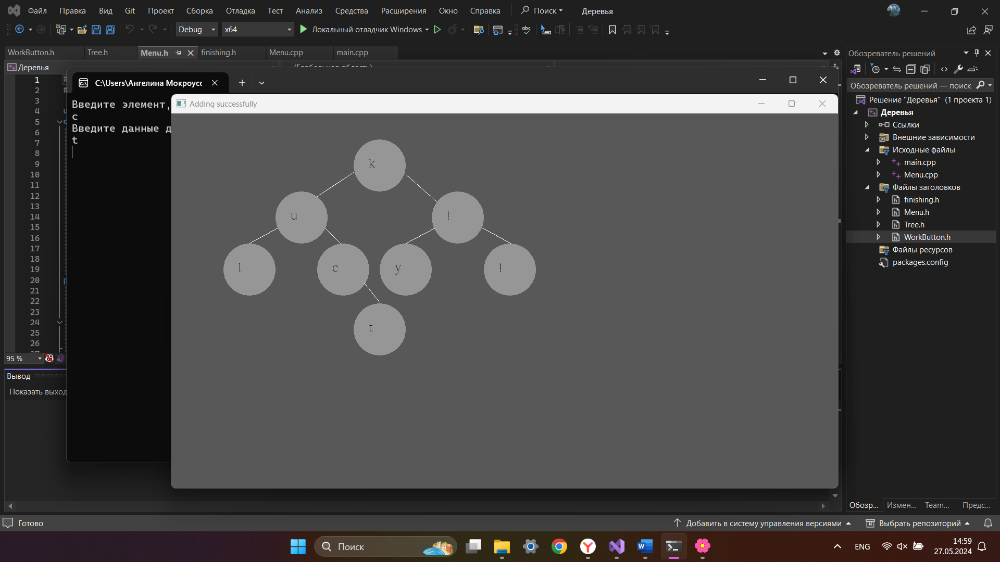 Файл Правка Вид Git Проект Сборка Отладка Тест Анализ Средства Расширения Окно Справка Поиск Деревья
Debug x64 Локальный отладчик Windows
WorkButton.h Tree.h Menu.h finishing.h Menu.cpp main.cpp
Деревья (Глобальная область)
C:\Users\Ангелина Мокроусо
Введите элемент,
c
Введите данные д
t
Adding successfully
k
u !
l c y !
t
1
2
3
4
5
6
7
8
9
10
11
12
13
14
15
16
17
18
19
20
21
22
23
24
25
26
95 %
Вывод
Показать выход
Обозреватель решений
Обозреватель решений — поиск
Решение "Деревья" (1 проекта 1)
Деревья
Ссылки
Внешние зависимости
Исходные файлы
main.cpp
Menu.cpp
Файлы заголовков
finishing.h
Menu.h
Tree.h
WorkButton.h
Файлы ресурсов
packages.config
Обозр... Измен... Team... Предс...
Готово Добавить в систему управления версиями Выбрать репозиторий
Поиск ENG 14:59
27.05.2024